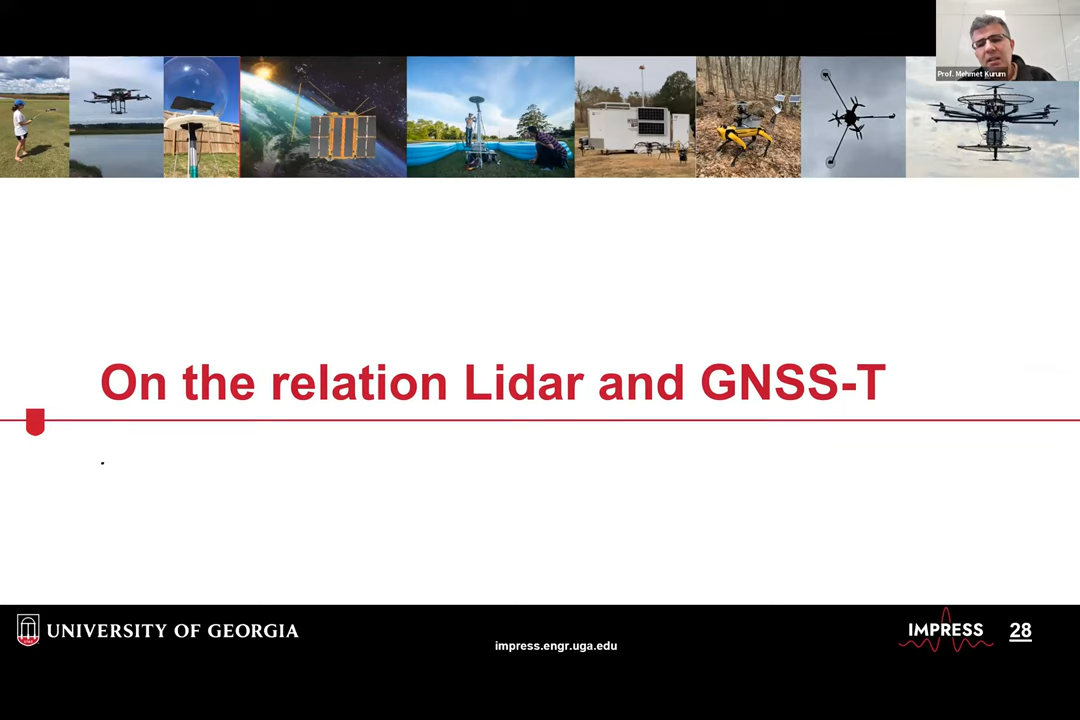 Prof. Mehmet Kurum
On the relation Lidar and GNSS-T
.
UNIVERSITY OF GEORGIA
impress.engr.uga.edu
IMPRESS
28